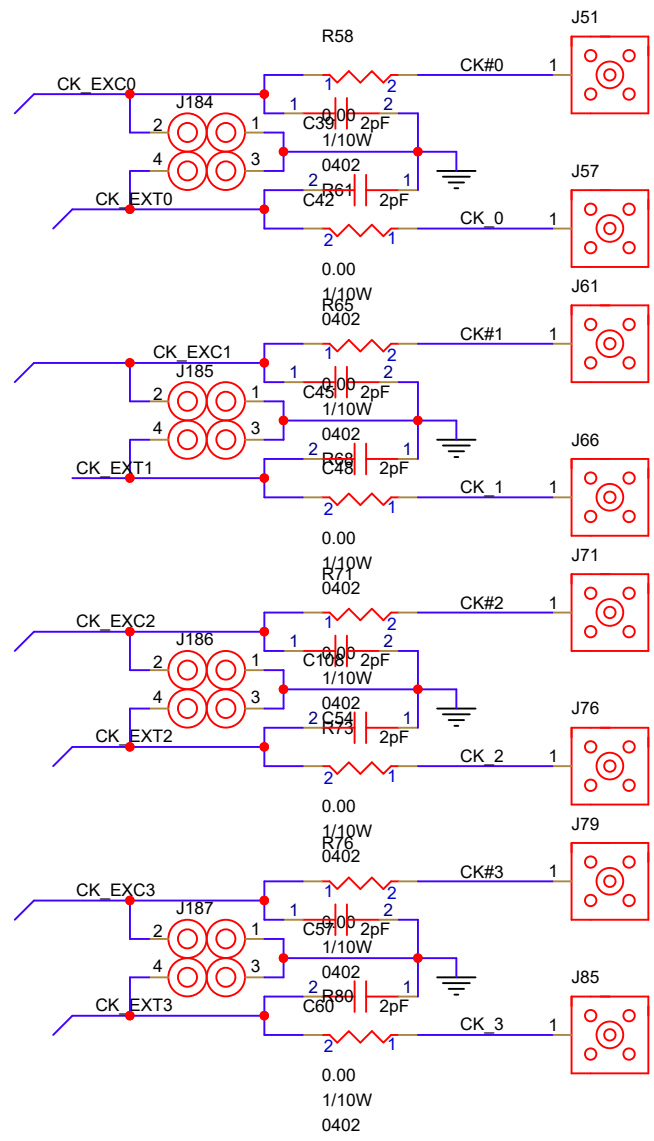 J51
R58
CK_EXC0
1
2
CK#0
1
J184
1
C39
2pF
2
0.00
1/10W
2
1
4
3
0402
J57
2
C42
2pF
1
R61
CK_EXT0
2
1
CK_0
1
0.00
1/10W
J61
R65
0402
CK_EXC1
1
2
CK#1
1
J185
1
C45
2pF
2
0.00
1/10W
2
1
4
3
0402
J66
2
C48
2pF
1
R68
CK_EXT1
2
1
CK_1
1
0.00
1/10W
J71
R71
0402
CK_EXC2
1
2
CK#2
1
J186
1
C108
2pF
2
0.00
1/10W
2
1
4
3
0402
J76
2
C54
2pF
1
R73
CK_EXT2
2
1
CK_2
1
0.00
1/10W
J79
R76
0402
CK_EXC3
1
2
CK#3
1
J187
1
C57
2pF
2
0.00
1/10W
2
1
4
3
0402
J85
2
C60
2pF
1
R80
CK_EXT3
2
1
CK_3
1
0.00
1/10W
0402